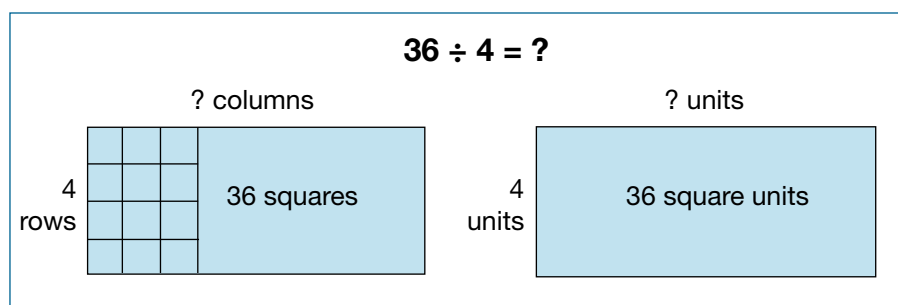 36 ÷ 4 = ?
? columns
4
rows
36 squares
? units
4
units
36 square units